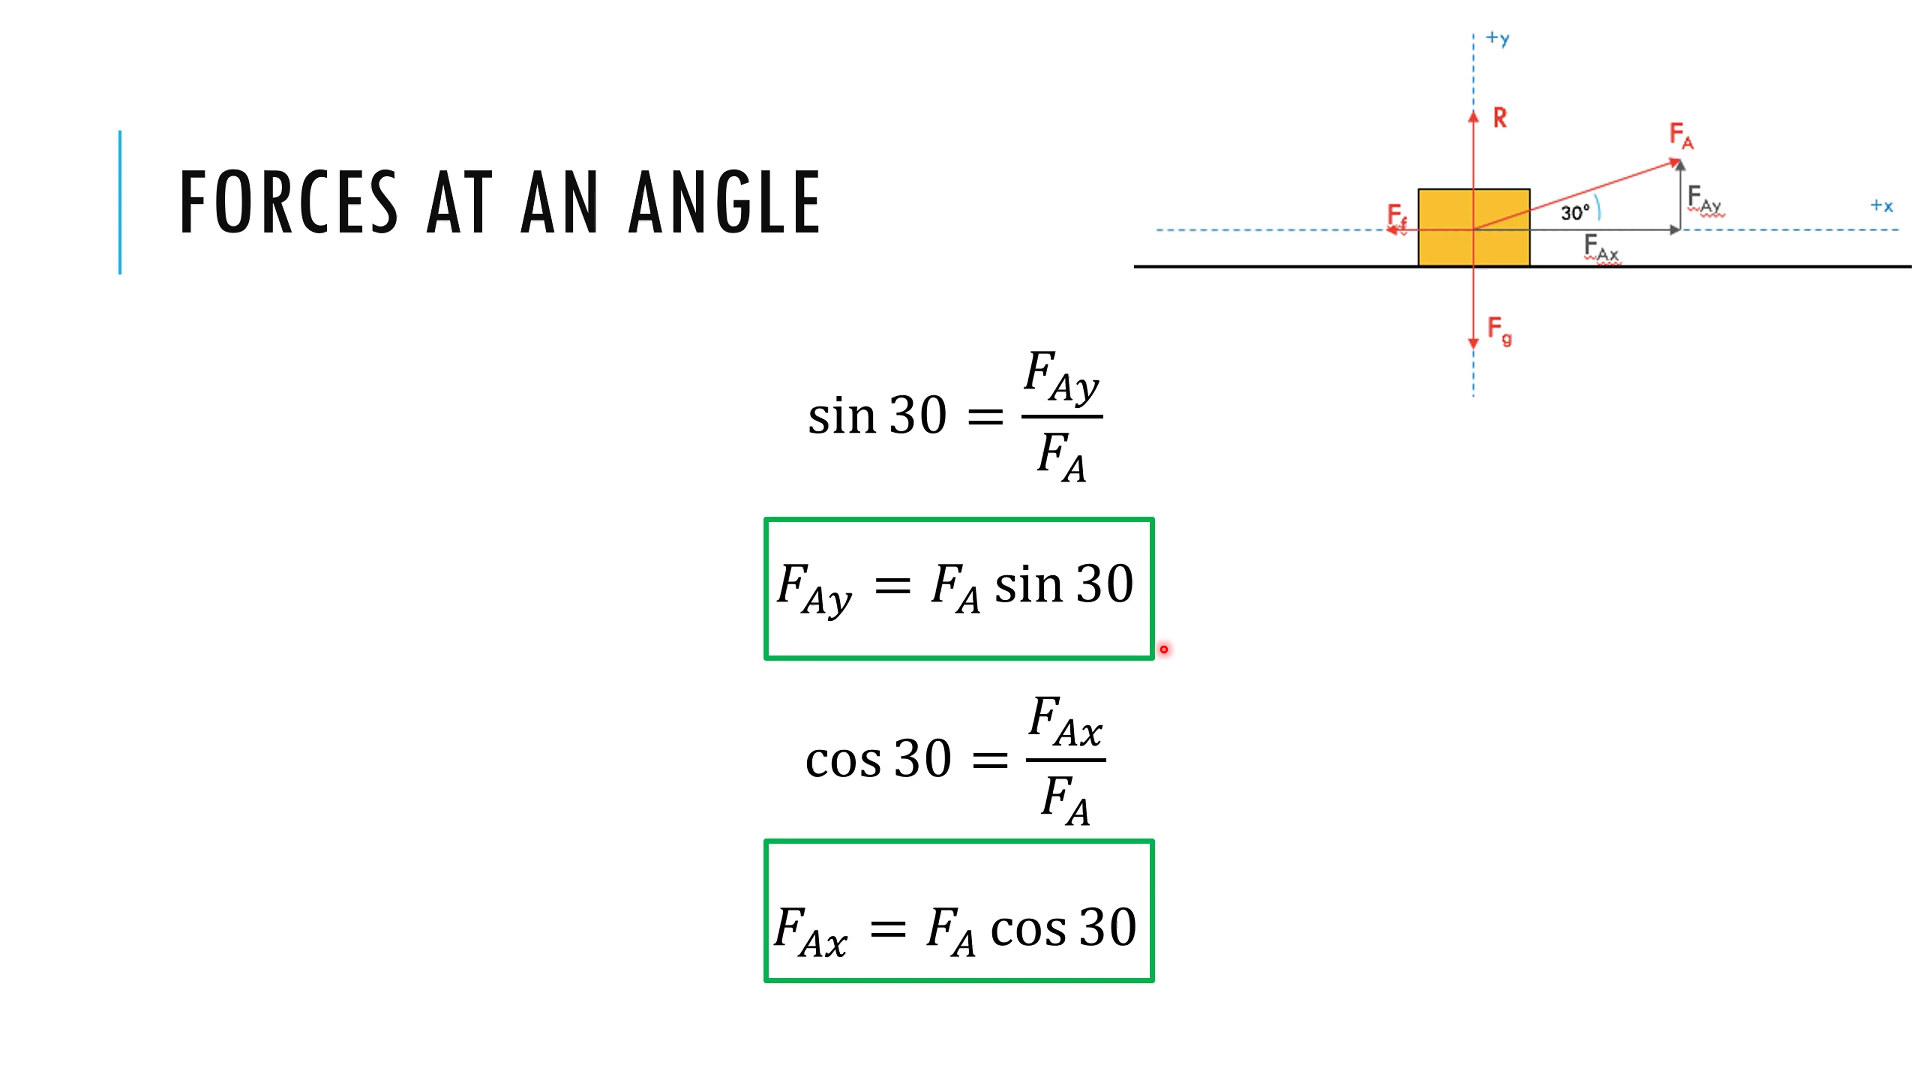 +y
R
F_A
F_Ay
30°
+x
F_f
F_Ax
F_g
FORCES AT AN ANGLE
sin 30 = F_Ay / F_A
F_Ay = F_A sin 30
cos 30 = F_Ax / F_A
F_Ax = F_A cos 30